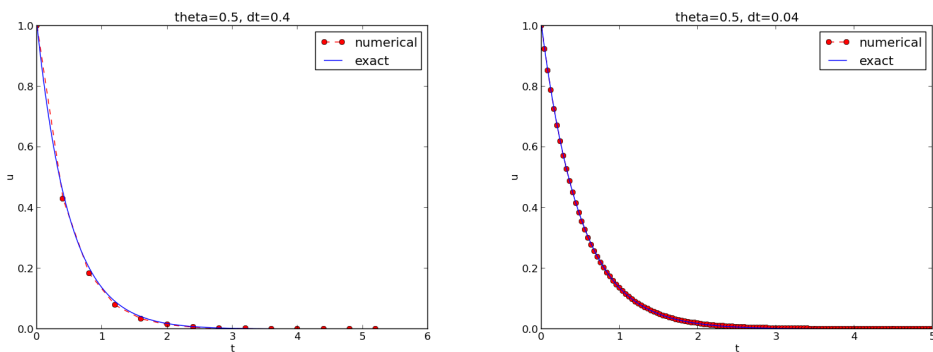 theta=0.5, dt=0.4
1.0
0.8
0.6
0.4
0.2
0.0
u
0 1 2 3 4 5 6
t
numerical
exact
theta=0.5, dt=0.04
1.0
0.8
0.6
0.4
0.2
0.0
u
0 1 2 3 4 5
t
numerical
exact